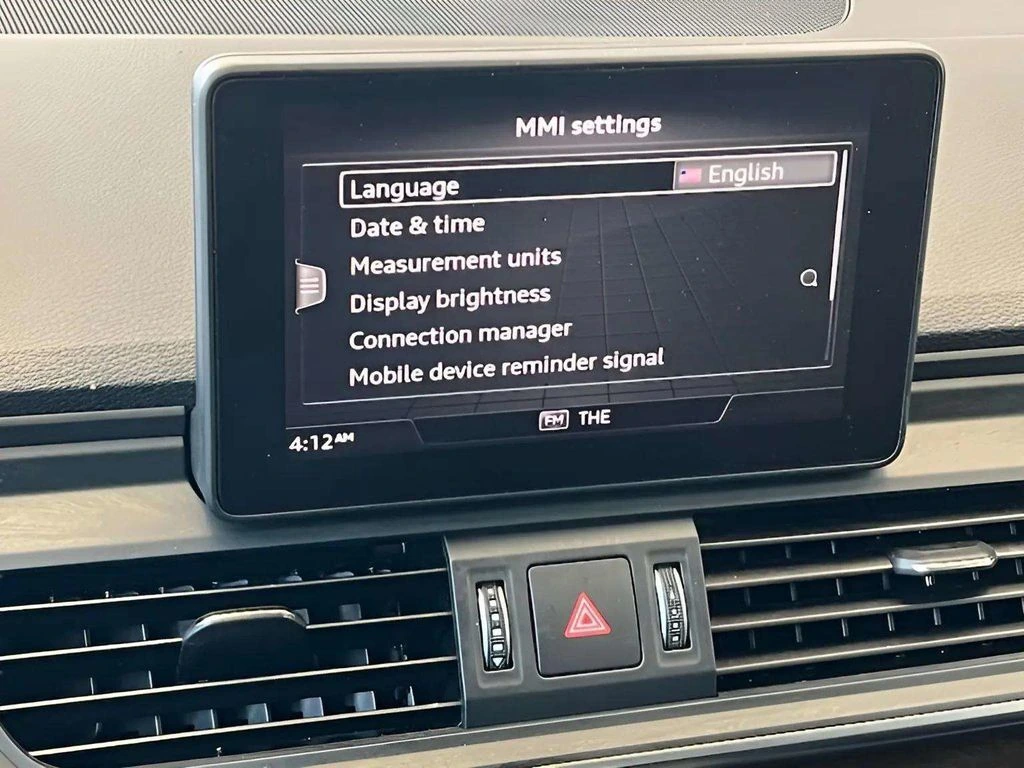 MMI settings
Language English
Date & time
Measurement units
Display brightness
Connection manager
Mobile device reminder signal
FM THE
4:12AM